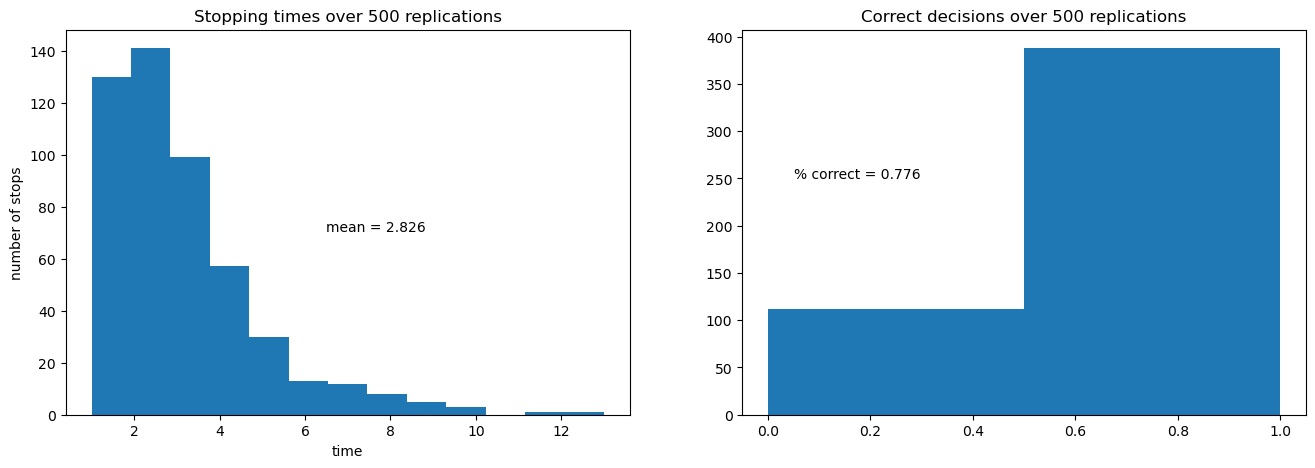 Stopping times over 500 replications
140
120
100
80
60
40
20
0
number of stops
mean = 2.826
2 4 6 8 10 12
time
Correct decisions over 500 replications
400
350
300
250
200
150
100
50
0
% correct = 0.776
0.0 0.2 0.4 0.6 0.8 1.0